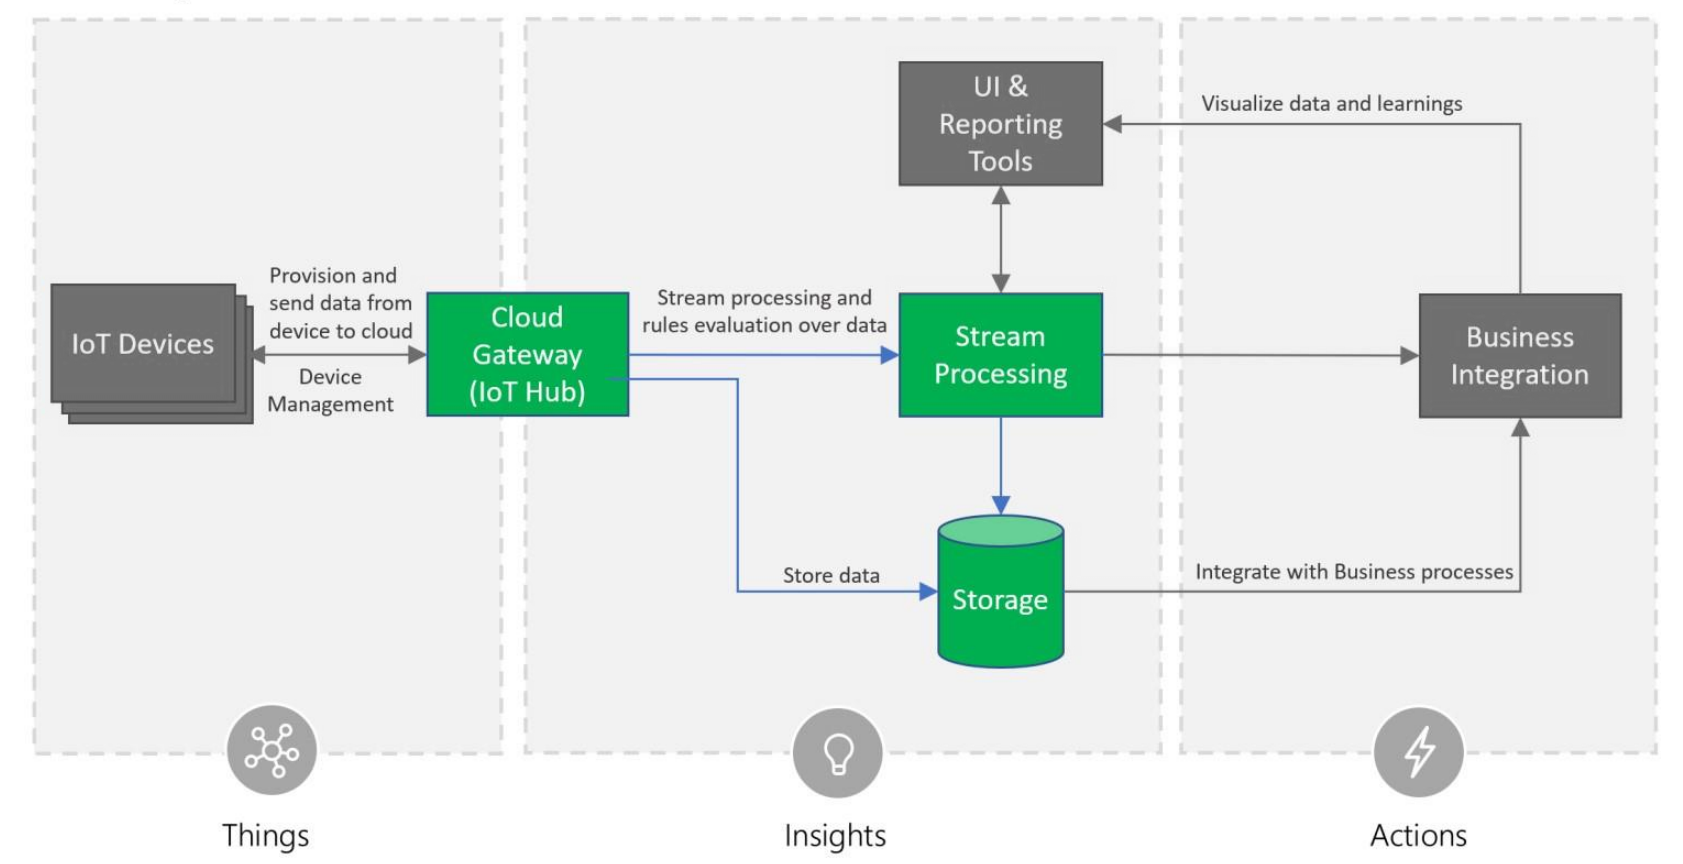 UI &
Reporting
Tools
Visualize data and learnings
Provision and
send data from
device to cloud
IoT Devices
Device
Management
Cloud
Gateway
(IoT Hub)
Stream processing and
rules evaluation over data
Stream
Processing
Business
Integration
Store data
Storage
Integrate with Business processes
Things
Insights
Actions